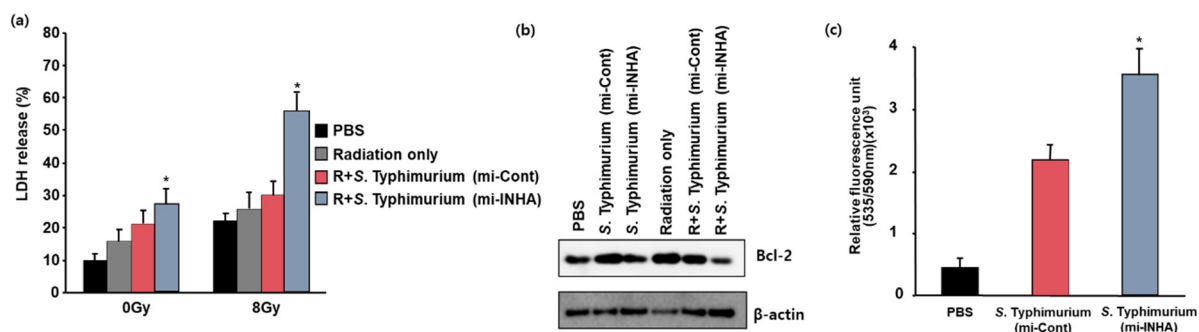 (a)
LDH release (%)
80
70
60
50
40
30
20
10
0
*
*
0Gy
8Gy
PBS
Radiation only
R+S. Typhimurium (mi-Cont)
R+S. Typhimurium (mi-INHA)
(b)
PBS
S. Typhimurium (mi-Cont)
S. Typhimurium (mi-INHA)
Radiation only
R+S. Typhimurium (mi-Cont)
R+S. Typhimurium (mi-INHA)
Bcl-2
β-actin
(c)
Relative fluorescence unit
(535/590nm)(x10³)
4
3
2
4
0
*
PBS
S. Typhimurium
(mi-Cont)
S. Typhimurium
(mi-INHA)